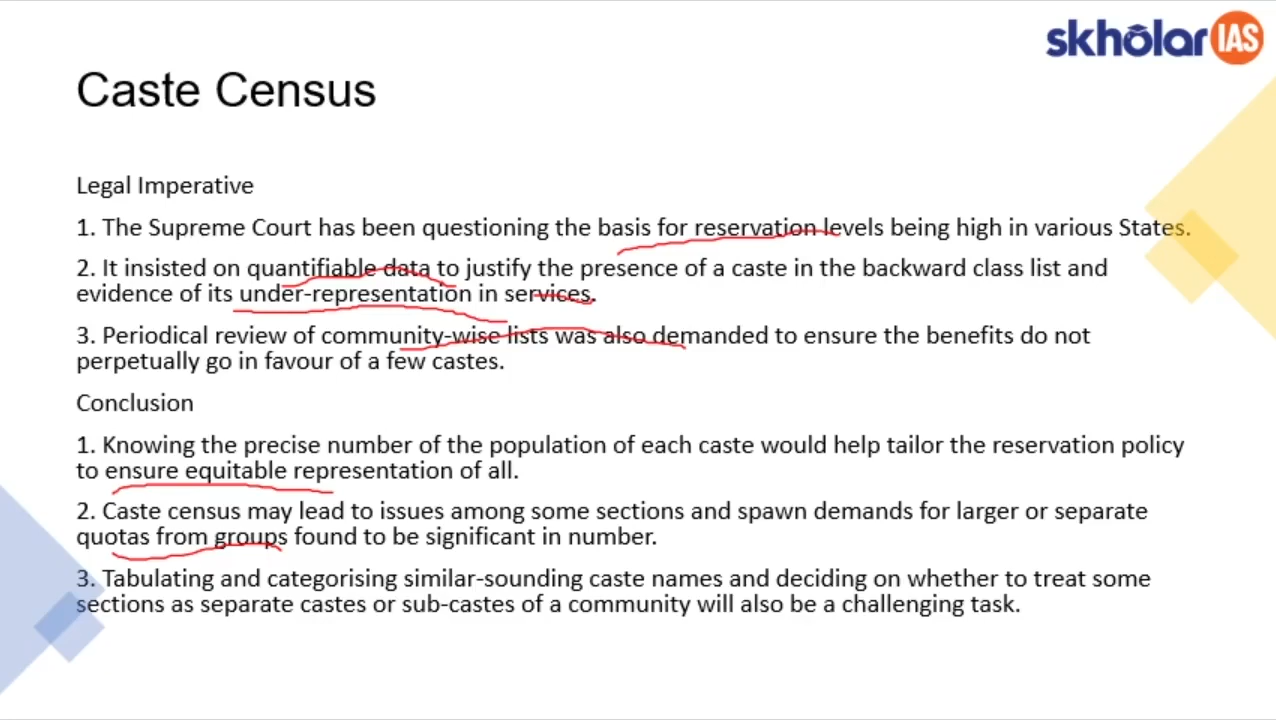 skholar IAS
Caste Census
Legal Imperative
1. The Supreme Court has been questioning the basis for reservation levels being high in various States.
2. It insisted on quantifiable data to justify the presence of a caste in the backward class list and
evidence of its under-representation in services.
3. Periodical review of community-wise lists was also demanded to ensure the benefits do not
perpetually go in favour of a few castes.
Conclusion
1. Knowing the precise number of the population of each caste would help tailor the reservation policy
to ensure equitable representation of all.
2. Caste census may lead to issues among some sections and spawn demands for larger or separate
quotas from groups found to be significant in number.
3. Tabulating and categorising similar-sounding caste names and deciding on whether to treat some
sections as separate castes or sub-castes of a community will also be a challenging task.